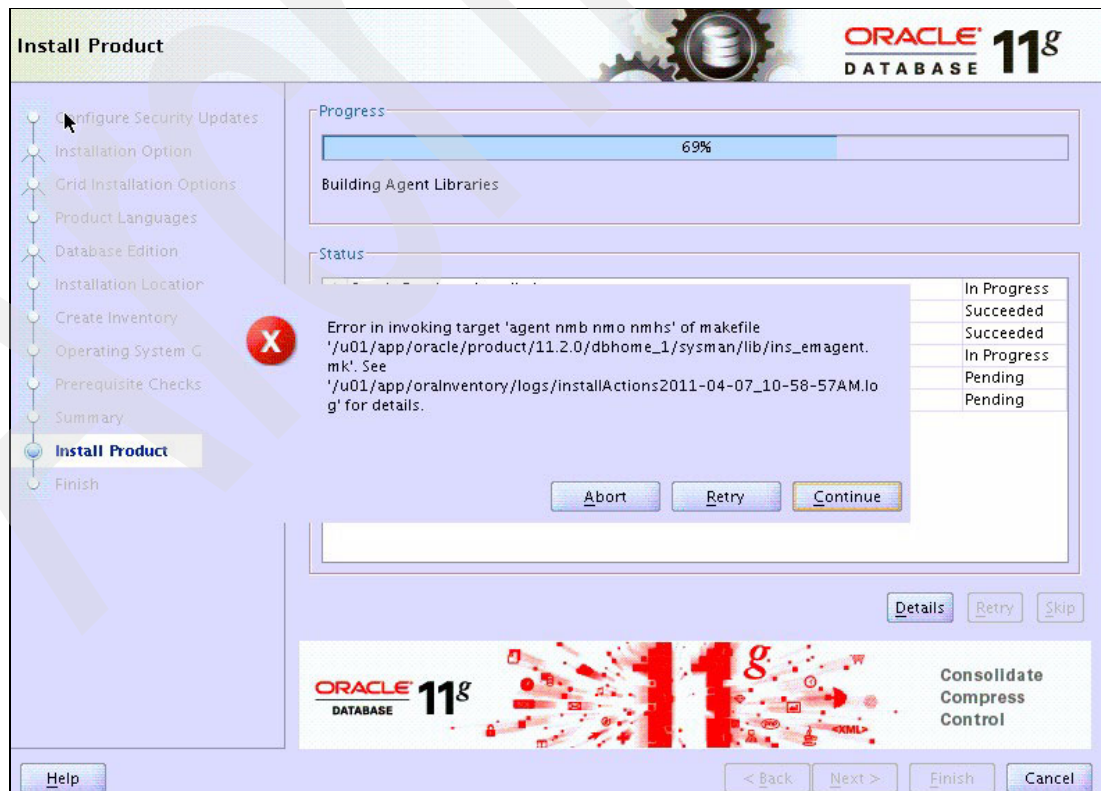 Install Product
ORACLE 11g
DATABASE
Configure Security Updates
Installation Option
Grid Installation Options
Product Languages
Database Edition
Installation Location
Create Inventory
Operating System G
Prerequisite Checks
Summary
Install Product
Finish
Progress
69%
Building Agent Libraries
Status
In Progress
Succeeded
Succeeded
In Progress
Pending
Pending
Error in invoking target 'agent nmb nmo nmhs' of makefile
'/u01/app/oracle/product/11.2.0/dbhome_1/sysman/lib/ins_emagent.
mk'. See
'/u01/app/oraInventory/logs/installActions2011-04-07_10-58-57AM.lo
g' for details.
Abort
Retry
Continue
Details
Retry
Skip
ORACLE 11g
DATABASE
11g
<XML>
Consolidate
Compress
Control
Help
< Back
Next >
Finish
Cancel